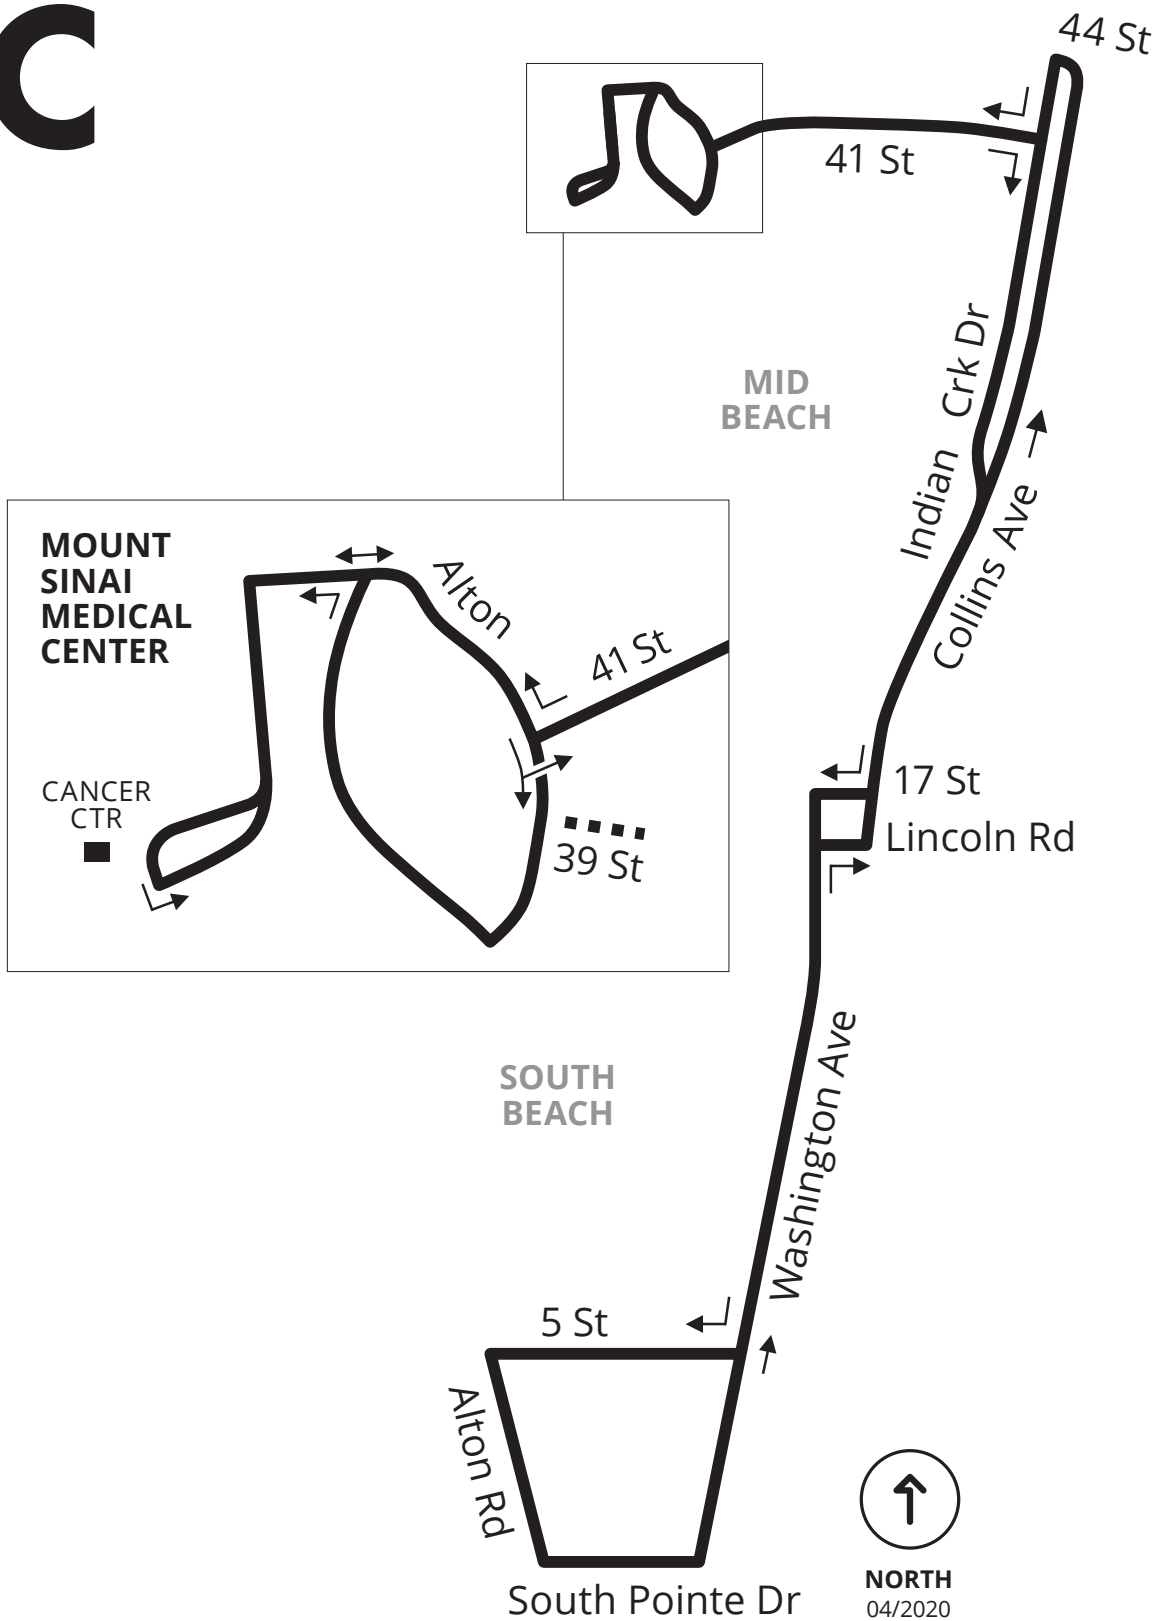 C
44 St
41 St
Indian Crk Dr
MID
BEACH
Collins Ave
MOUNT
SINAI
MEDICAL
CENTER
Alton
41 St
CANCER
CTR
39 St
17 St
Lincoln Rd
SOUTH
BEACH
Washington Ave
5 St
Alton Rd
South Pointe Dr
NORTH
04/2020